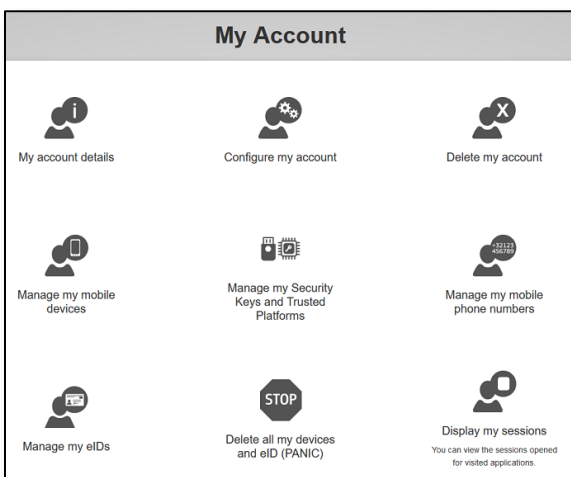 My Account
i
X
My account details
Configure my account
Delete my account
+32123
456789
Manage my mobile
devices
Manage my Security
Keys and Trusted
Platforms
Manage my mobile
phone numbers
STOP
Manage my eIDs
Delete all my devices
and eID (PANIC)
Display my sessions
You can view the sessions opened
for visited applications.